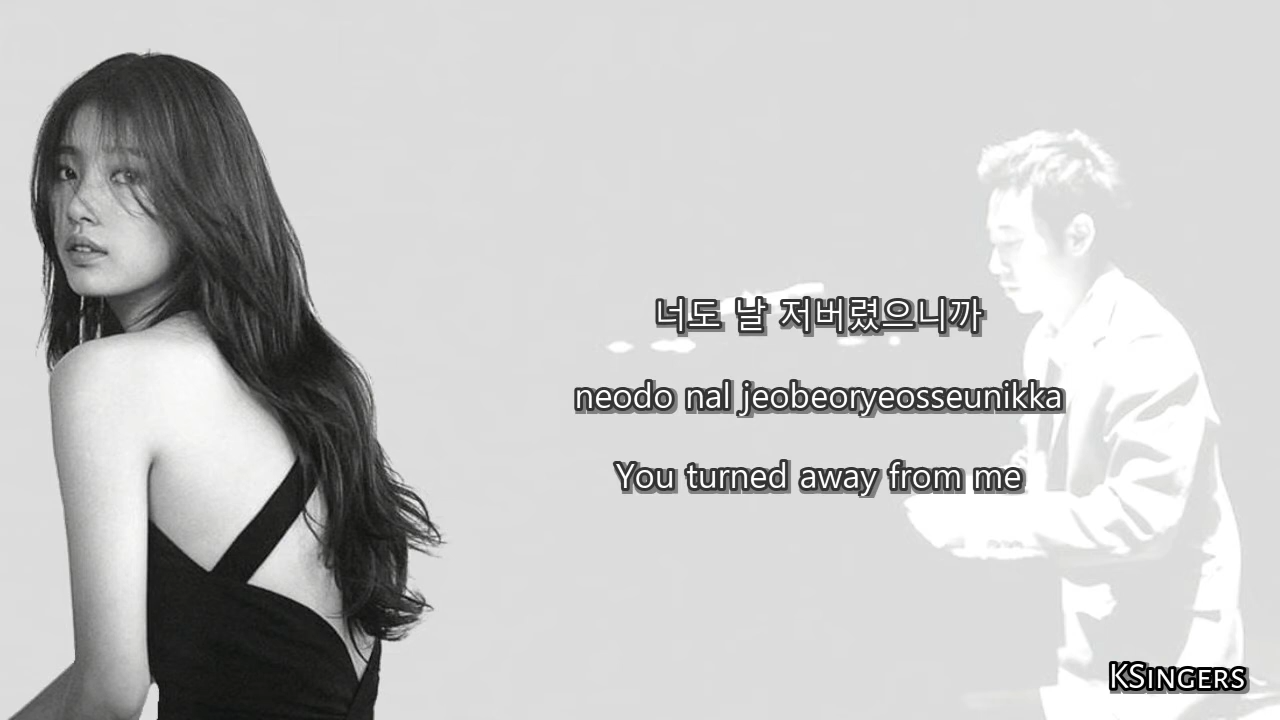 너도 날 저버렸으니까
neodo nal jeobeoryeosseunikka
You turned away from me
KSINGERS